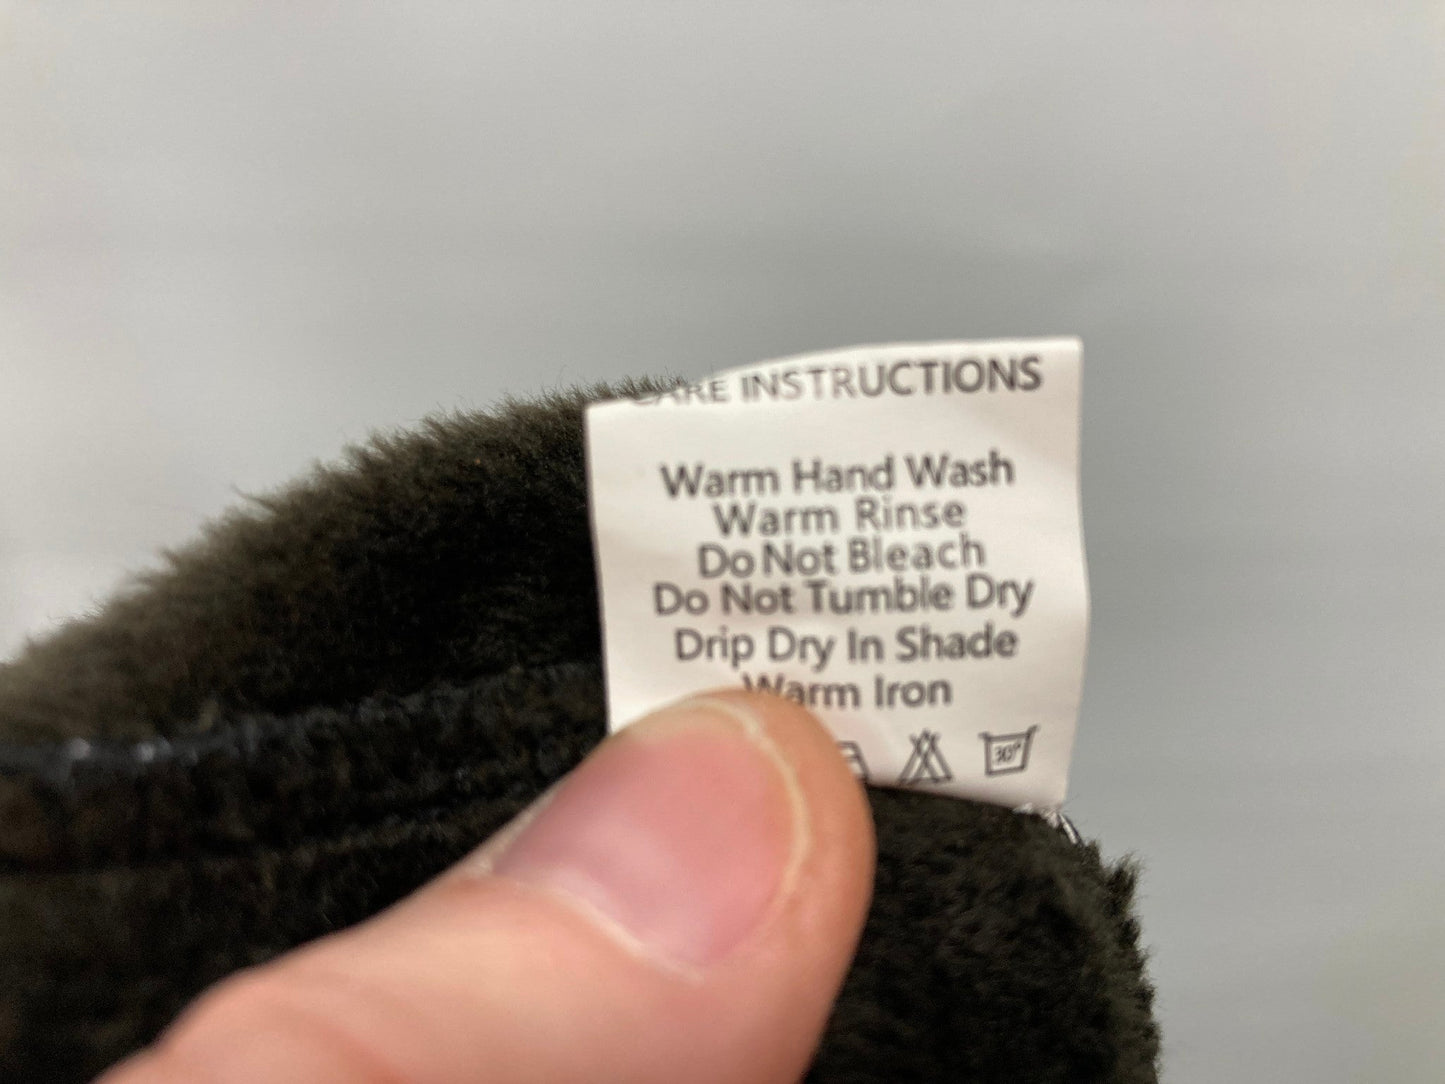 CARE INSTRUCTIONS
Warm Hand Wash
Warm Rinse
Do Not Bleach
Do Not Tumble Dry
Drip Dry In Shade
Warm Iron
30°